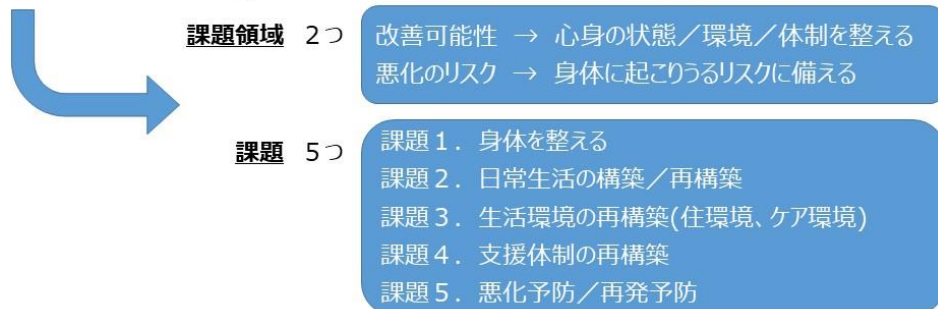 課題領域 2つ
改善可能性 → 心身の状態／環境／体制を整える
悪化のリスク → 身体に起こりうるリスクに備える
課題 5つ
課題１．身体を整える
課題２．日常生活の構築／再構築
課題３．生活環境の再構築(住環境、ケア環境)
課題４．支援体制の再構築
課題５．悪化予防／再発予防